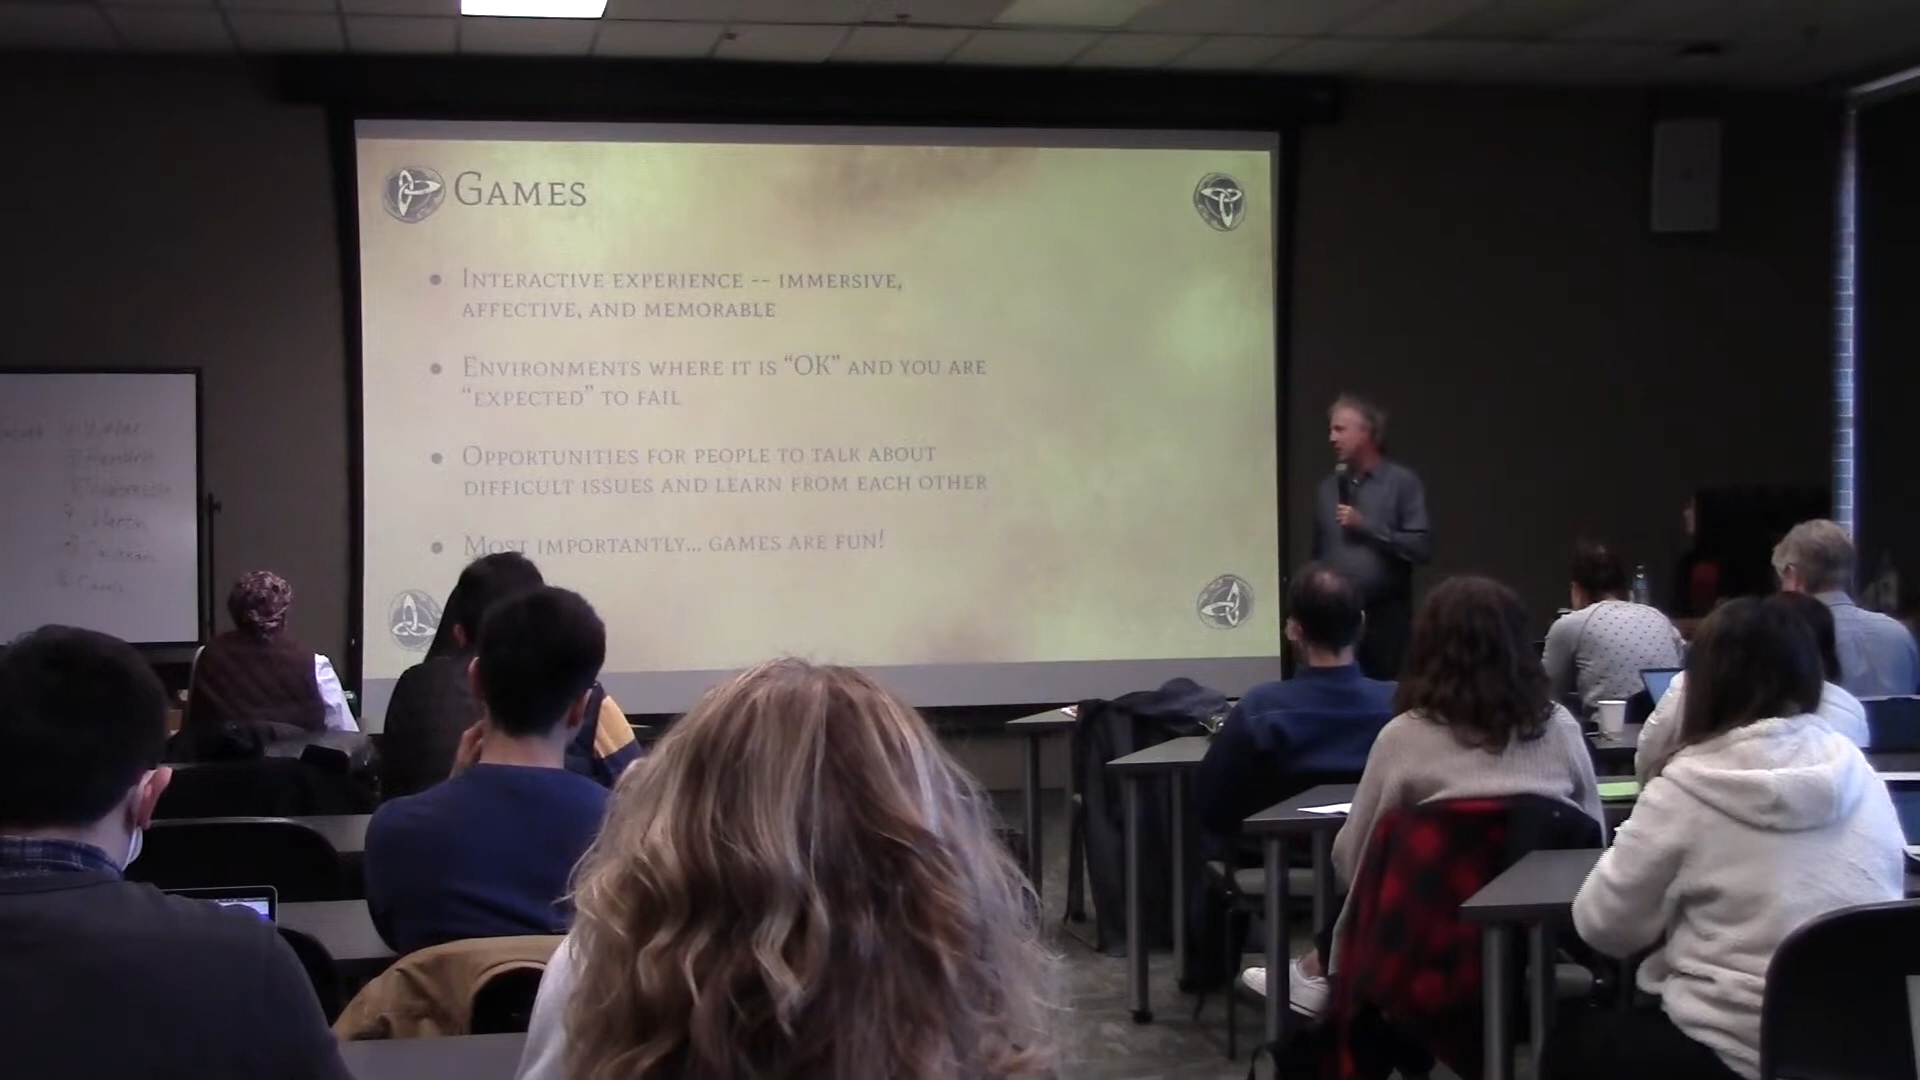 GAMES
INTERACTIVE EXPERIENCE -- IMMERSIVE,
AFFECTIVE, AND MEMORABLE
ENVIRONMENTS WHERE IT IS “OK” AND YOU ARE
“EXPECTED” TO FAIL
OPPORTUNITIES FOR PEOPLE TO TALK ABOUT
DIFFICULT ISSUES AND LEARN FROM EACH OTHER
MOST IMPORTANTLY... GAMES ARE FUN!